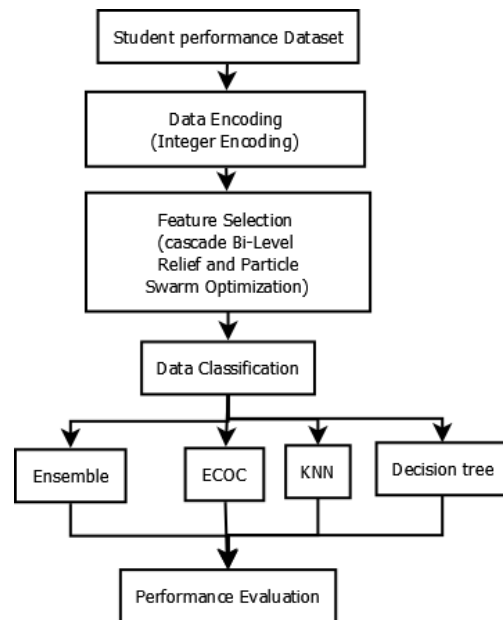 Student performance Dataset
Data Encoding
(Integer Encoding)
Feature Selection
(cascade Bi-Level
Relief and Particle
Swarm Optimization)
Data Classification
Ensemble
ECOC
KNN
Decision tree
Performance Evaluation